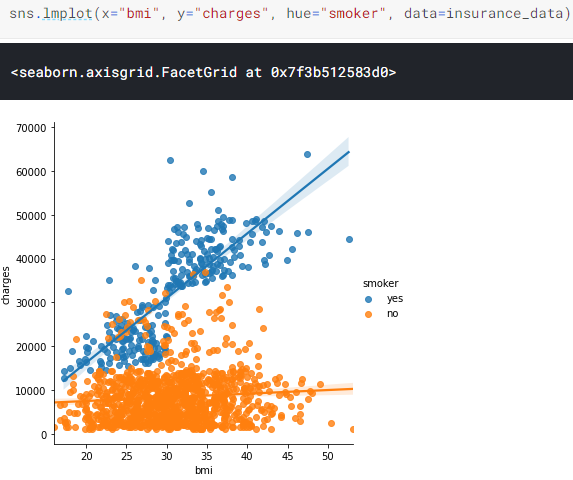 sns.lmplot(x="bmi", y="charges", hue="smoker", data=insurance_data)
<seaborn.axisgrid.FacetGrid at 0x7f3b512583d0>
70000
60000
50000
40000
30000
20000
10000
0
charges
20 25 30 35 40 45 50
bmi
smoker
yes
no